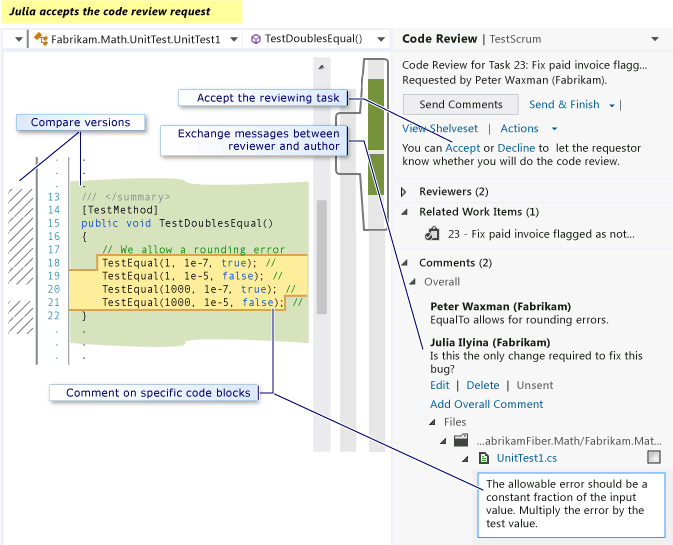 Julia accepts the code review request
Fabrikam.Math.UnitTest.UnitTest1
TestDoublesEqual()
Code Review | TestScrum
Code Review for Task 23: Fix paid invoice flagg...
Requested by Peter Waxman (Fabrikam).
Send Comments
Send & Finish
View Shelveset | Actions
You can Accept or Decline to let the requestor
know whether you will do the code review.
Reviewers (2)
Related Work Items (1)
23 - Fix paid invoice flagged as not...
Comments (2)
Overall
Peter Waxman (Fabrikam)
EqualTo allows for rounding errors.
Julia Ilyina (Fabrikam)
Is this the only change required to fix this
bug?
Edit | Delete | Unsent
Add Overall Comment
Files
...abrikamFiber.Math/Fabrikam.Mat...
UnitTest1.cs
The allowable error should be a
constant fraction of the input
value. Multiply the error by the
test value.
Accept the reviewing task
Compare versions
Exchange messages between
reviewer and author
13 /// </summary>
14 [TestMethod]
15 public void TestDoublesEqual()
16 {
17 // We allow a rounding error
18 TestEqual(1, 1e-7, true); //
19 TestEqual(1, 1e-5, false); //
20 TestEqual(1000, 1e-7, true); //
21 TestEqual(1000, 1e-5, false); //
22 }
Comment on specific code blocks